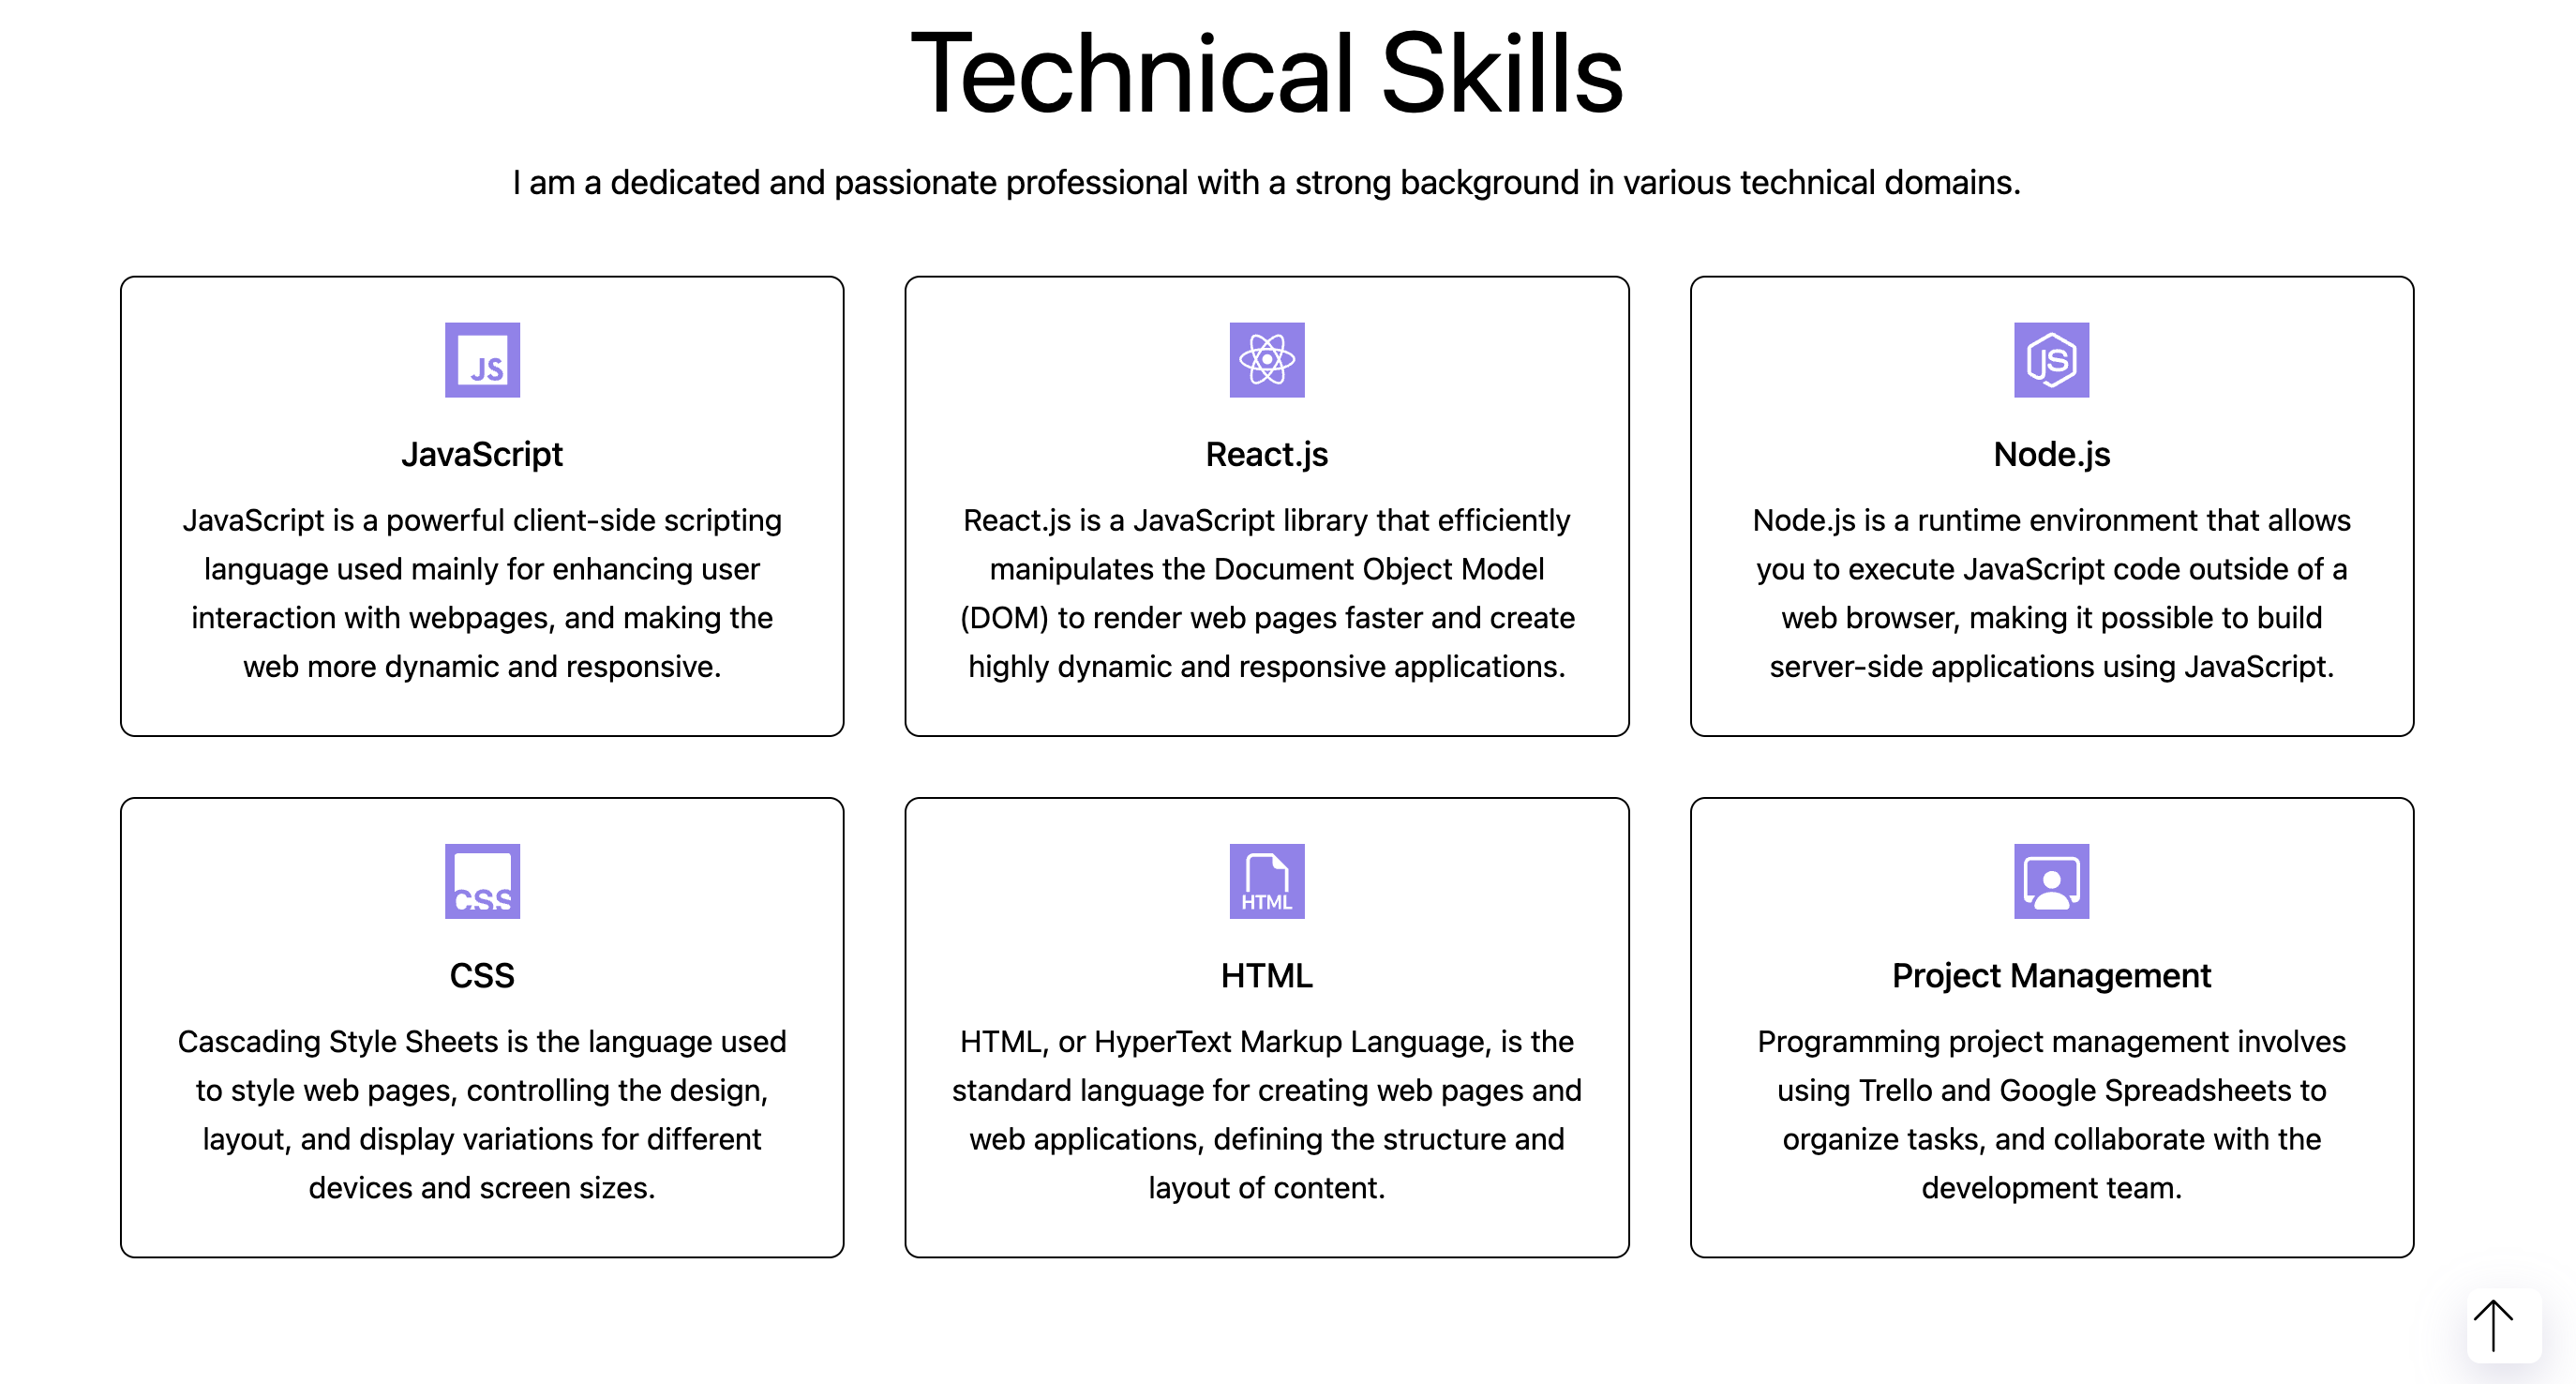 Technical Skills
I am a dedicated and passionate professional with a strong background in various technical domains.
JS
JavaScript
JavaScript is a powerful client-side scripting
language used mainly for enhancing user
interaction with webpages, and making the
web more dynamic and responsive.
React.js
React.js is a JavaScript library that efficiently
manipulates the Document Object Model
(DOM) to render web pages faster and create
highly dynamic and responsive applications.
JS
Node.js
Node.js is a runtime environment that allows
you to execute JavaScript code outside of a
web browser, making it possible to build
server-side applications using JavaScript.
CSS
CSS
Cascading Style Sheets is the language used
to style web pages, controlling the design,
layout, and display variations for different
devices and screen sizes.
HTML
HTML
HTML, or HyperText Markup Language, is the
standard language for creating web pages and
web applications, defining the structure and
layout of content.
Project Management
Programming project management involves
using Trello and Google Spreadsheets to
organize tasks, and collaborate with the
development team.